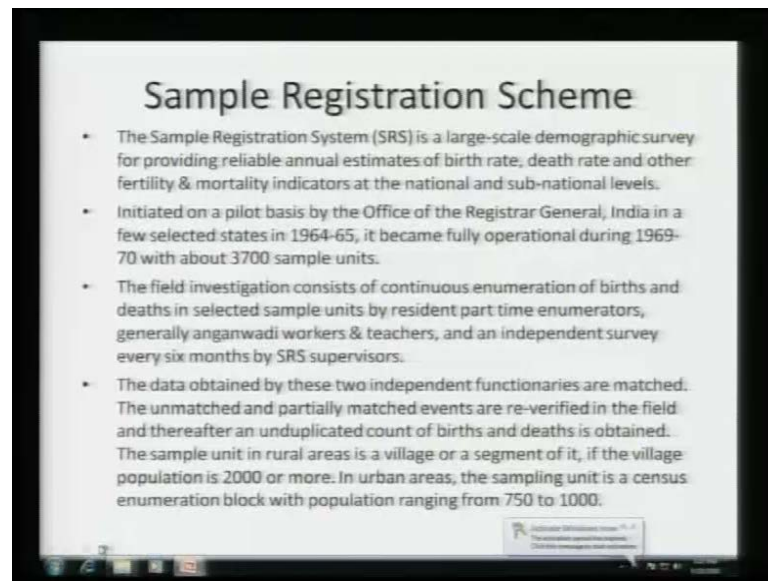 Sample Registration Scheme
• The Sample Registration System (SRS) is a large-scale demographic survey
for providing reliable annual estimates of birth rate, death rate and other
fertility & mortality indicators at the national and sub-national levels.
• Initiated on a pilot basis by the Office of the Registrar General, India in a
few selected states in 1964-65, it became fully operational during 1969-
70 with about 3700 sample units.
• The field investigation consists of continuous enumeration of births and
deaths in selected sample units by resident part time enumerators,
generally anganwadi workers & teachers, and an independent survey
every six months by SRS supervisors.
• The data obtained by these two independent functionaries are matched.
The unmatched and partially matched events are re-verified in the field
and thereafter an unduplicated count of births and deaths is obtained.
The sample unit in rural areas is a village or a segment of it, if the village
population is 2000 or more. In urban areas, the sampling unit is a census
enumeration block with population ranging from 750 to 1000.